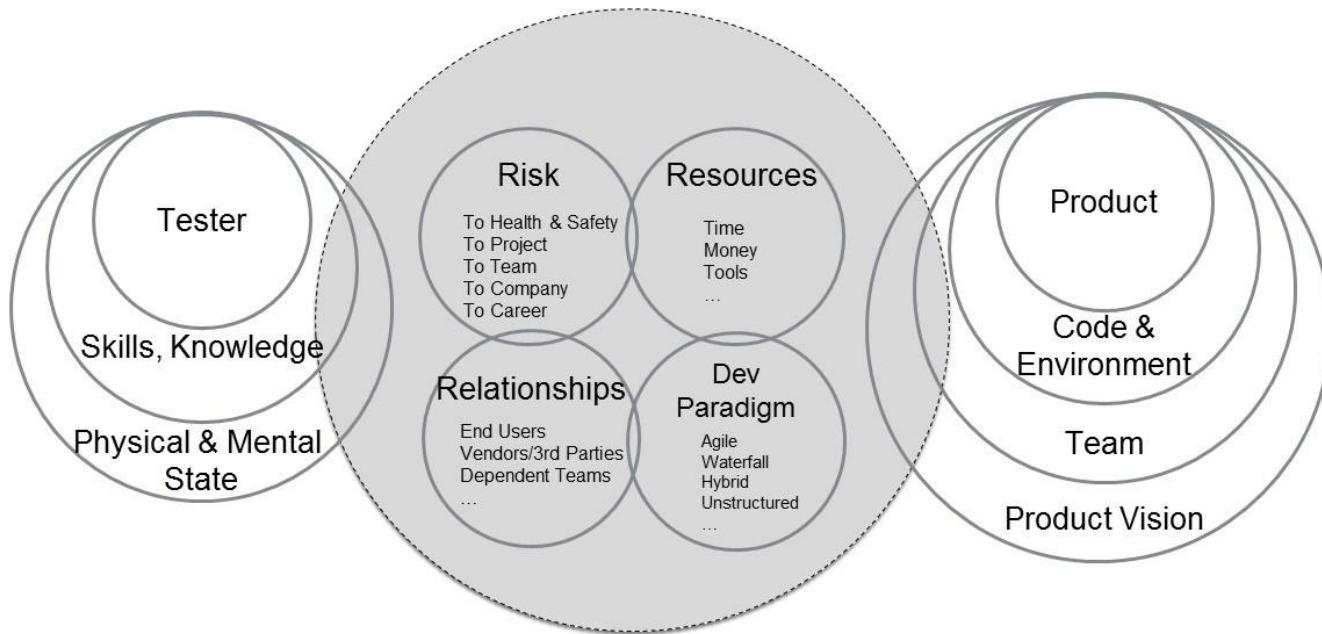 Tester
Skills, Knowledge
Physical & Mental
State
Risk
To Health & Safety
To Project
To Team
To Company
To Career
Resources
Time
Money
Tools
...
Relationships
End Users
Vendors/3rd Parties
Dependent Teams
...
Dev
Paradigm
Agile
Waterfall
Hybrid
Unstructured
...
Product
Code &
Environment
Team
Product Vision